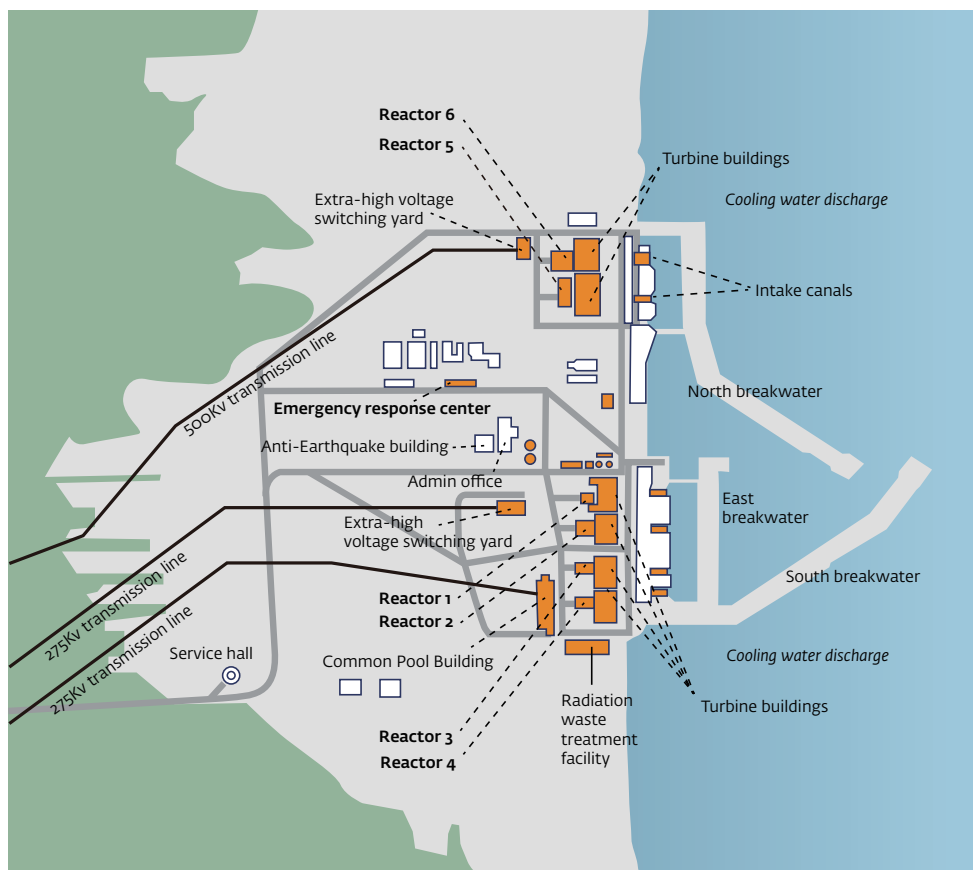 Reactor 6
Reactor 5
Turbine buildings
Extra-high voltage
switching yard
Cooling water discharge
Intake canals
500Kv transmission line
North breakwater
Emergency response center
Anti-Earthquake building
Admin office
East
breakwater
Extra-high
voltage switching yard
South breakwater
275Kv transmission line
Reactor 1
Reactor 2
275Kv transmission line
Service hall
Common Pool Building
Cooling water discharge
Radiation
waste
treatment
facility
Turbine buildings
Reactor 3
Reactor 4